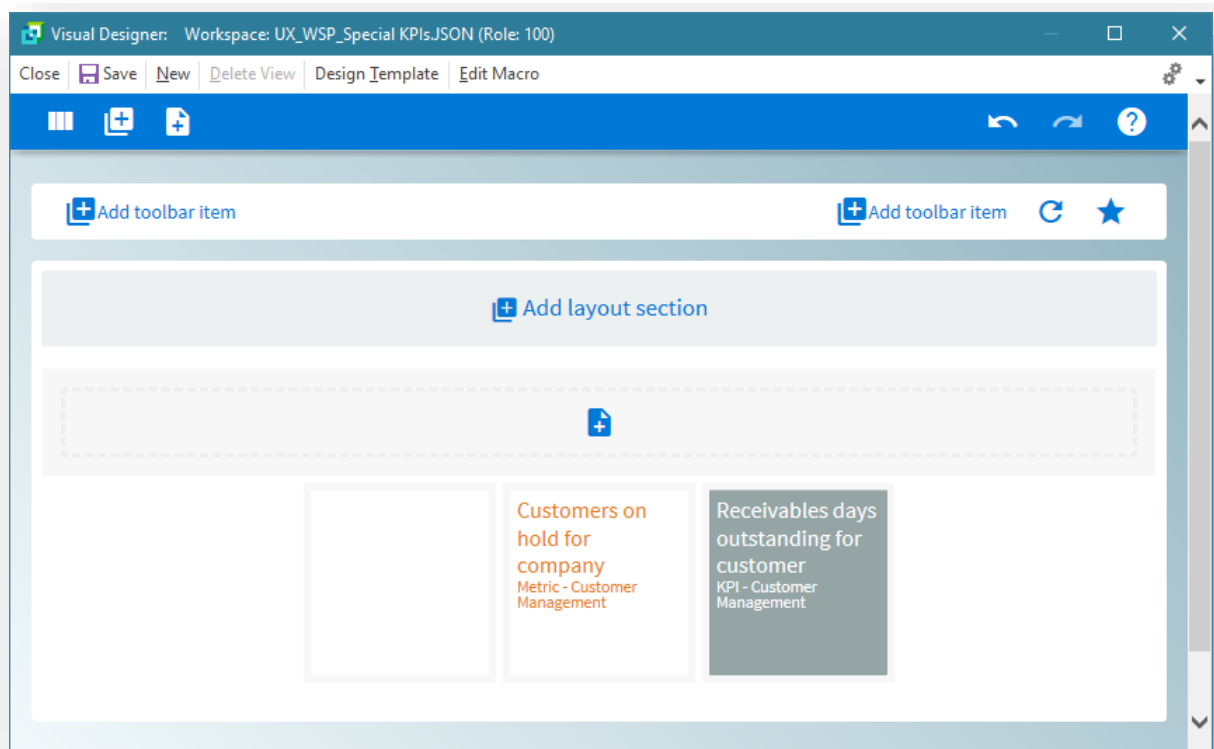 Visual Designer: Workspace: UX_WSP_Special KPIs.JSON (Role: 100)
Close Save New Delete View Design Template Edit Macro
Add toolbar item Add toolbar item
Add layout section
Customers on
hold for
company
Metric - Customer
Management
Receivables days
outstanding for
customer
KPI - Customer
Management